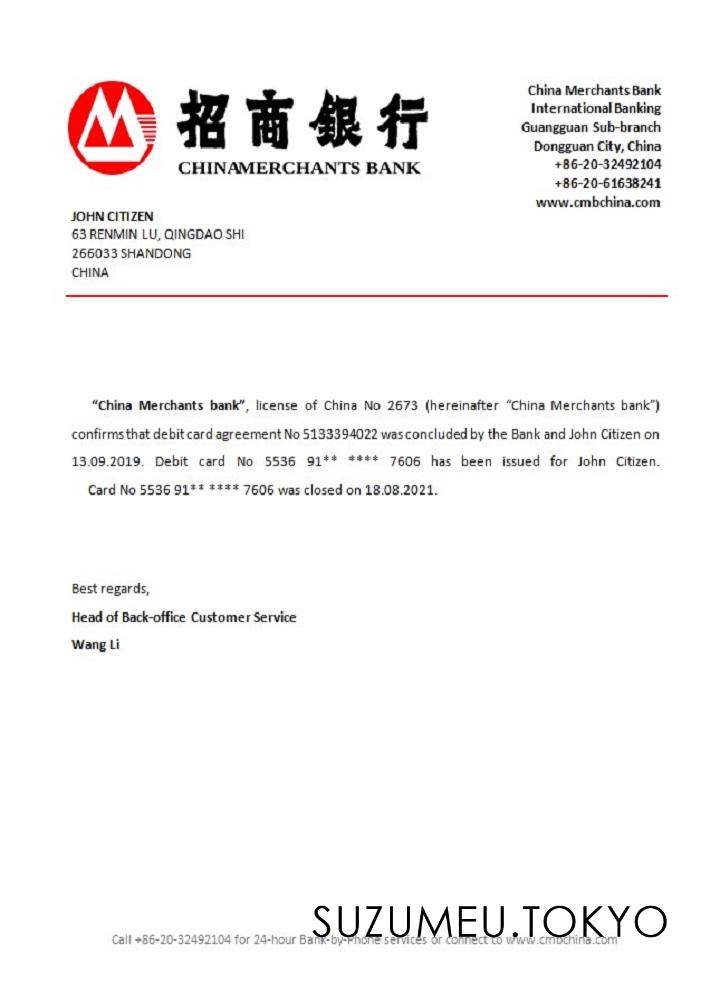 招商銀行
CHINAMERCHANTS BANK
China Merchants Bank
International Banking
Guangguan Sub-branch
Dongguan City, China
+86-20-32492104
+86-20-61638241
www.cmbchina.com
JOHN CITIZEN
63 RENMIN LU, QINGDAO SHI
266033 SHANDONG
CHINA
“China Merchants bank”, license of China No 2673 (hereinafter “China Merchants bank”)
confirms that debit card agreement No 5133394022 was concluded by the Bank and John Citizen on
13.09.2019. Debit card No 5536 91** **** 7606 has been issued for John Citizen.
Card No 5536 91** **** 7606 was closed on 18.08.2021.
Best regards,
Head of Back-office Customer Service
Wang Li
SUZUMEU.TOKYO
Call +86-20-32492104 for 24-hour Bank-by-Phone services or connect to www.cmbchina.com